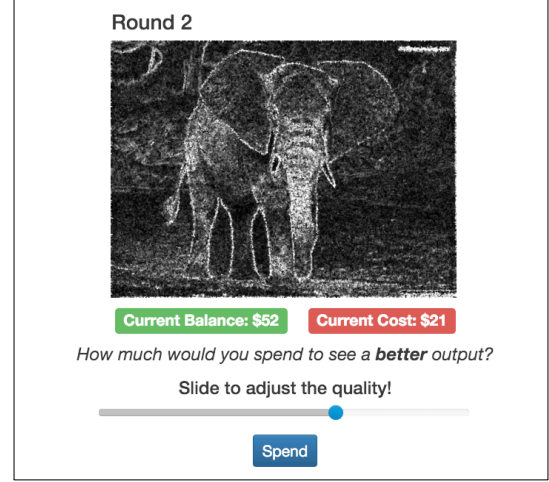 Round 2
Current Balance: $52 Current Cost: $21
How much would you spend to see a better output?
Slide to adjust the quality!
Spend